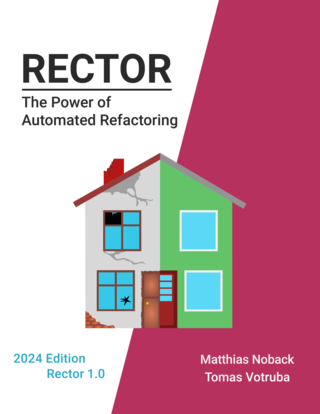 RECTOR
The Power of
Automated Refactoring
2024 Edition
Rector 1.0
Matthias Noback
Tomas Votruba